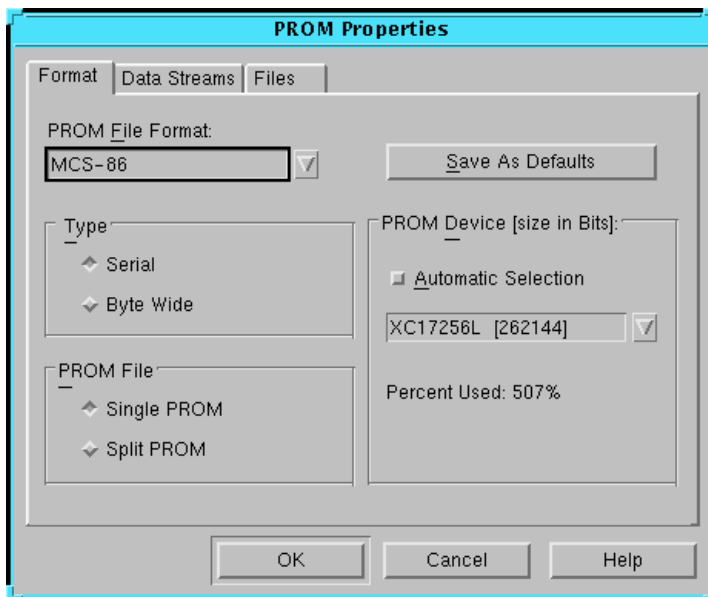 PROM Properties
Format Data Streams Files
PROM File Format:
MCS-86
Save As Defaults
Type
Serial
Byte Wide
PROM Device [size in Bits]:
Automatic Selection
XC17256L [262144]
Percent Used: 507%
PROM File
Single PROM
Split PROM
OK Cancel Help